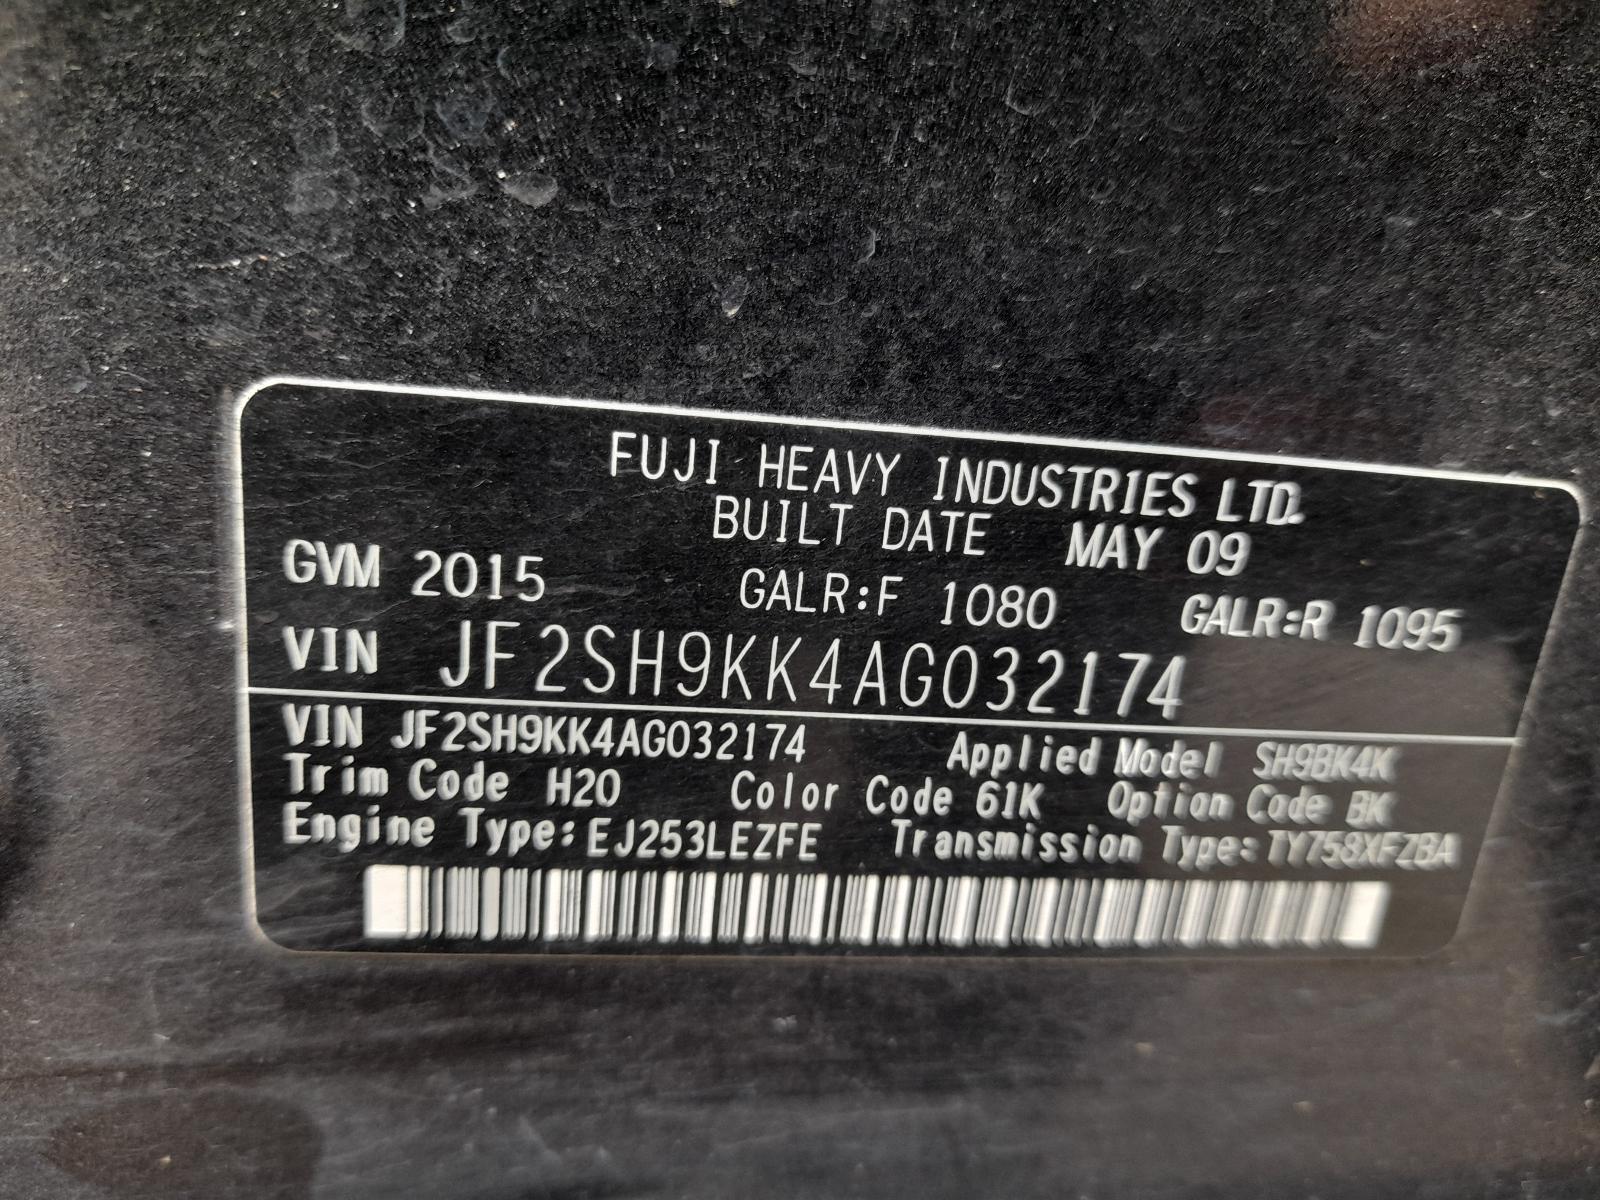 FUJI HEAVY INDUSTRIES LTD.
BUILT DATE MAY 09
GVM 2015 GALR:F 1080 GALR:R 1095
VIN JF2SH9KK4AG032174
VIN JF2SH9KK4AG032174 Applied Model SH9BK4K
Trim Code H20 Color Code 61K Option Code BK
Engine Type: EJ253LEZFE Transmission Type: TY758XFZBA